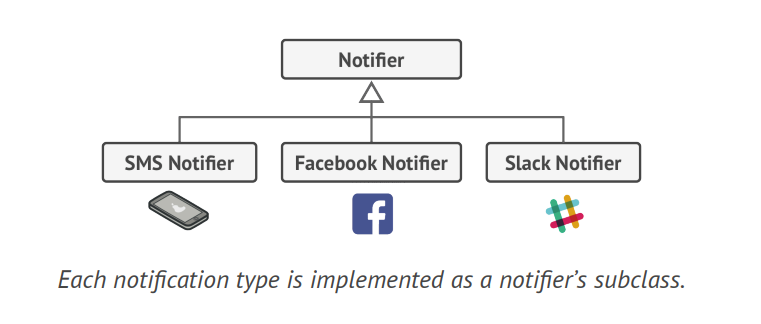 Notifier
SMS Notifier
Facebook Notifier
Slack Notifier
Each notification type is implemented as a notifier’s subclass.